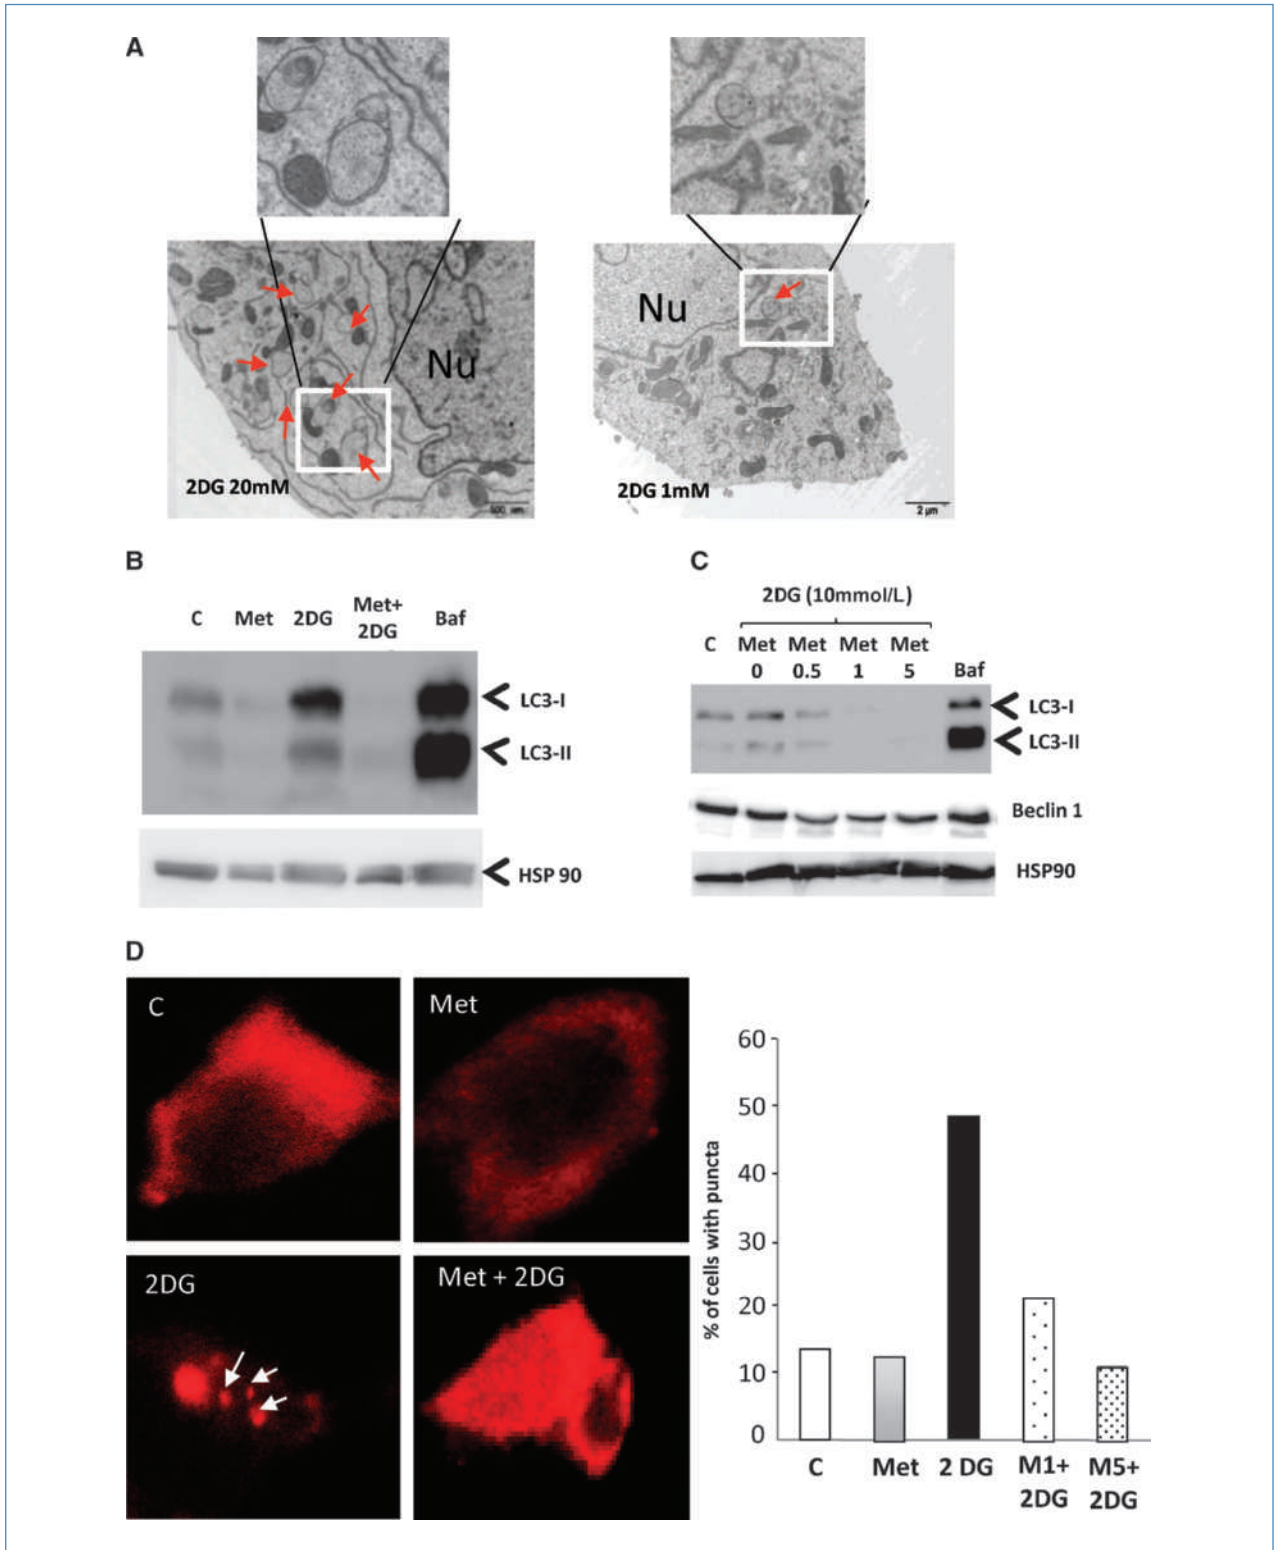 A
Nu
2DG 20mM
Nu
2DG 1mM
2 µm
B
C Met 2DG Met+ 2DG Baf
LC3-I
LC3-II
HSP 90
C
2DG (10mmol/L)
C Met Met Met Met
0 0.5 1 5 Baf
LC3-I
LC3-II
Beclin 1
HSP90
D
C
Met
2DG
Met + 2DG
% of cells with puncta
60
50
40
30
20
10
0
C Met 2 DG M1+ M5+
2DG 2DG